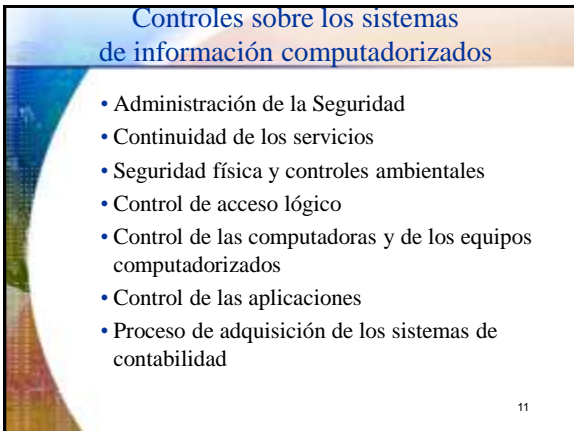 Controles sobre los sistemas
de información computadorizados
• Administración de la Seguridad
• Continuidad de los servicios
• Seguridad física y controles ambientales
• Control de acceso lógico
• Control de las computadoras y de los equipos
computadorizados
• Control de las aplicaciones
• Proceso de adquisición de los sistemas de
contabilidad
11